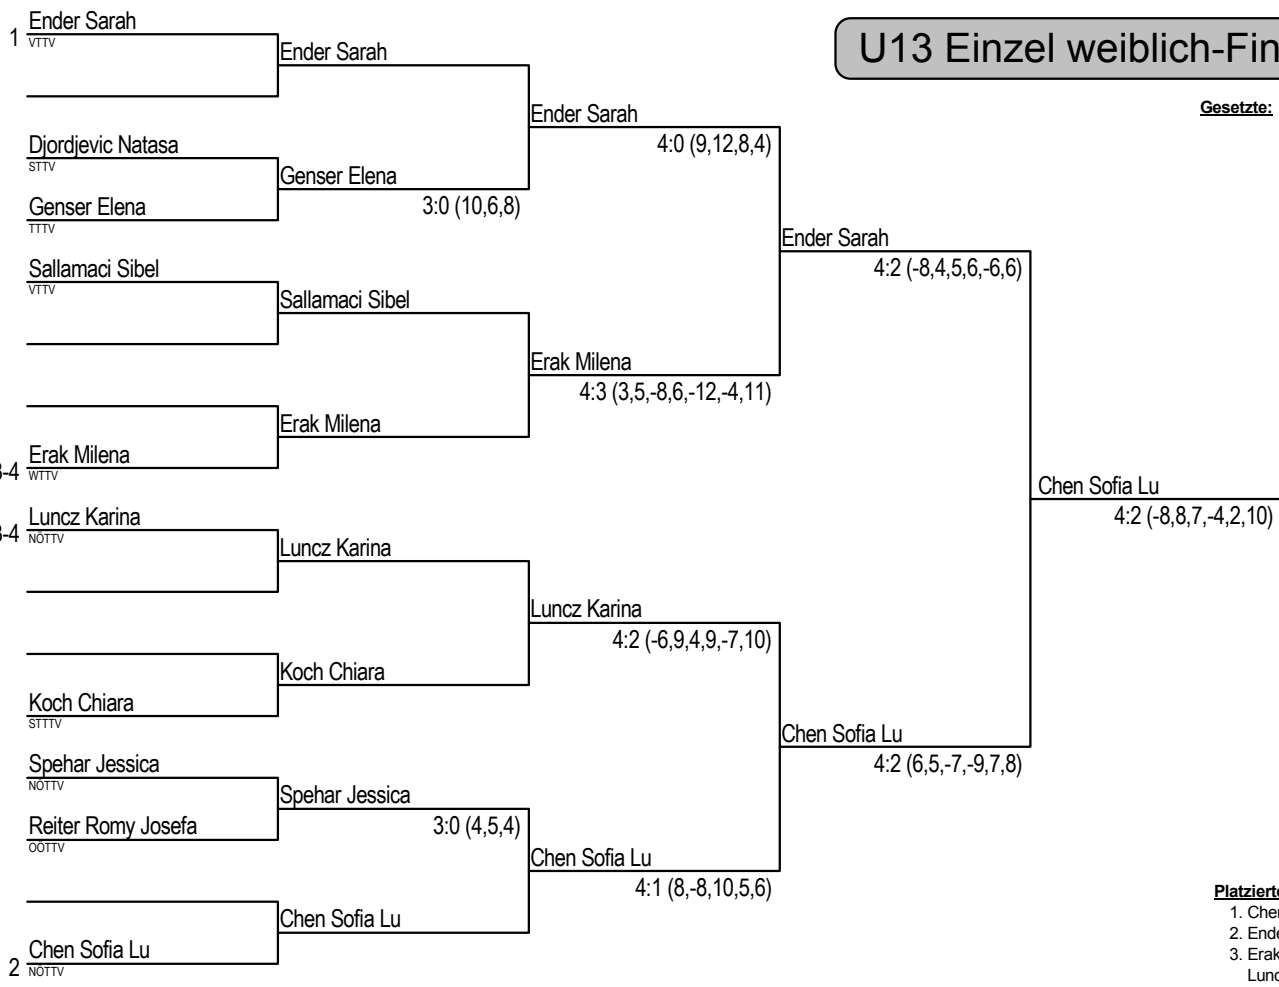 U13 Einzel weiblich-Fin
Gesetzte:
1 Ender Sarah
VTTV
Djordjevic Natasa
STTV
Genser Elena
TTTV
Sallamaci Sibel
VTTV
3-4 Erak Milena
WTTV
3-4 Luncz Karina
NÖTTV
Koch Chiara
STTTV
Spehar Jessica
NÖTTV
Reiter Romy Josefa
OÖTTV
2 Chen Sofia Lu
NÖTTV
Ender Sarah
Genser Elena
3:0 (10,6,8)
Sallamaci Sibel
Erak Milena
Luncz Karina
Koch Chiara
Spehar Jessica
3:0 (4,5,4)
Chen Sofia Lu
Ender Sarah
4:0 (9,12,8,4)
Erak Milena
4:3 (3,5,-8,6,-12,-4,11)
Luncz Karina
4:2 (-6,9,4,9,-7,10)
Chen Sofia Lu
4:1 (8,-8,10,5,6)
Ender Sarah
4:2 (-8,4,5,6,-6,6)
Chen Sofia Lu
4:2 (6,5,-7,-9,7,8)
Chen Sofia Lu
4:2 (-8,8,7,-4,2,10)
Platzierte
1. Chen
2. Ende
3. Erak
Lunc